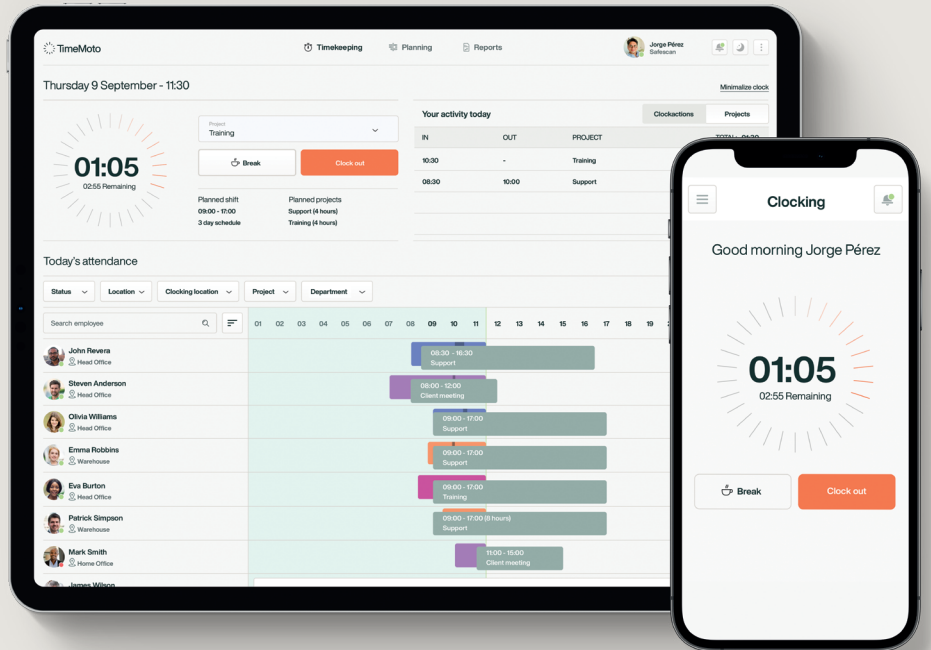 TimeMoto
Timekeeping Planning Reports
Jorge Pérez
Safescan
Thursday 9 September - 11:30
Minimalize clock
01:05
02:55 Remaining
Project
Training
Break Clock out
Planned shift Planned projects
09:00 - 17:00 Support (4 hours)
3 day schedule Training (4 hours)
Your activity today Clockactions Projects
IN OUT PROJECT TOTAL: 01:30
10:30 - Training
08:30 10:00 Support
Today's attendance
Status Location Clocking location Project Department
Search employee 01 02 03 04 05 06 07 08 09 10 11 12 13 14 15 16 17 18 19
John Revera
Head Office
08:30 - 16:30
Support
Steven Anderson
Head Office
08:00 - 12:00
Client meeting
Olivia Williams
Head Office
09:00 - 17:00
Support
Emma Robbins
Warehouse
09:00 - 17:00
Support
Eva Burton
Head Office
09:00 - 17:00
Training
Patrick Simpson
Warehouse
09:00 - 17:00 (8 hours)
Support
Mark Smith
Home Office
11:00 - 15:00
Client meeting
James Wilson
Clocking
Good morning Jorge Pérez
01:05
02:55 Remaining
Break Clock out